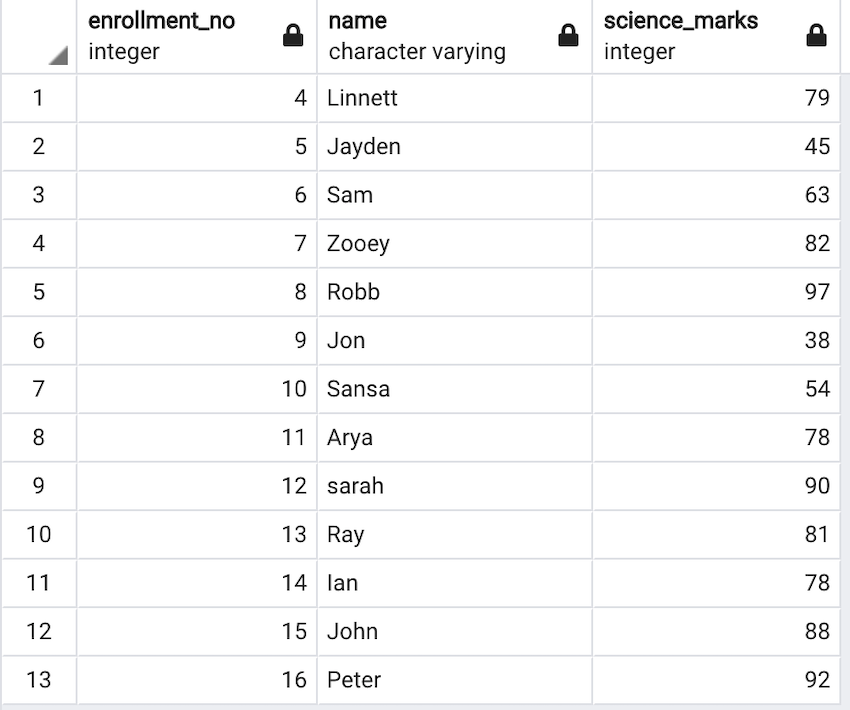 enrollment_no name science_marks
integer character varying integer
1 4 Linnett 79
2 5 Jayden 45
3 6 Sam 63
4 7 Zooey 82
5 8 Robb 97
6 9 Jon 38
7 10 Sansa 54
8 11 Arya 78
9 12 sarah 90
10 13 Ray 81
11 14 Ian 78
12 15 John 88
13 16 Peter 92